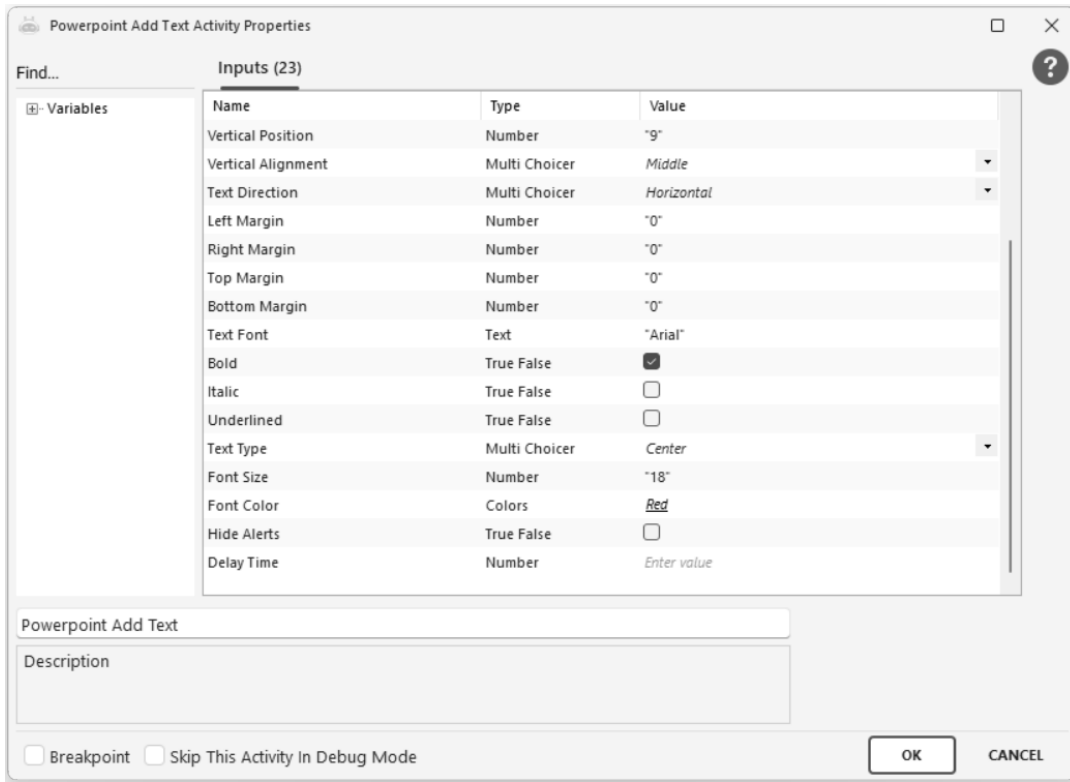 Powerpoint Add Text Activity Properties
Find...
Inputs (23)
?
Variables
Name Type Value
Vertical Position Number "9"
Vertical Alignment Multi Choicer Middle
Text Direction Multi Choicer Horizontal
Left Margin Number "0"
Right Margin Number "0"
Top Margin Number "0"
Bottom Margin Number "0"
Text Font Text "Arial"
Bold True False
Italic True False
Underlined True False
Text Type Multi Choicer Center
Font Size Number "18"
Font Color Colors Red
Hide Alerts True False
Delay Time Number Enter value
Powerpoint Add Text
Description
Breakpoint Skip This Activity In Debug Mode
OK CANCEL